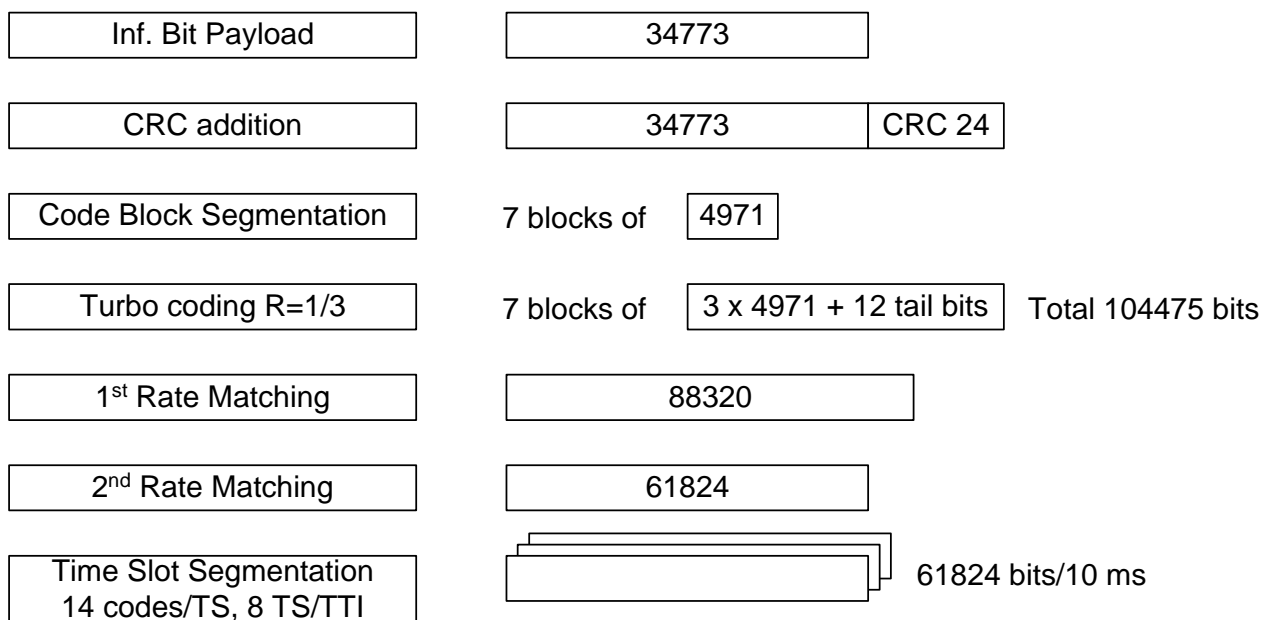 Inf. Bit Payload 34773
CRC addition 34773 CRC 24
Code Block Segmentation 7 blocks of 4971
Turbo coding R=1/3 7 blocks of 3 x 4971 + 12 tail bits Total 104475 bits
1st Rate Matching 88320
2nd Rate Matching 61824
Time Slot Segmentation
14 codes/TS, 8 TS/TTI
61824 bits/10 ms